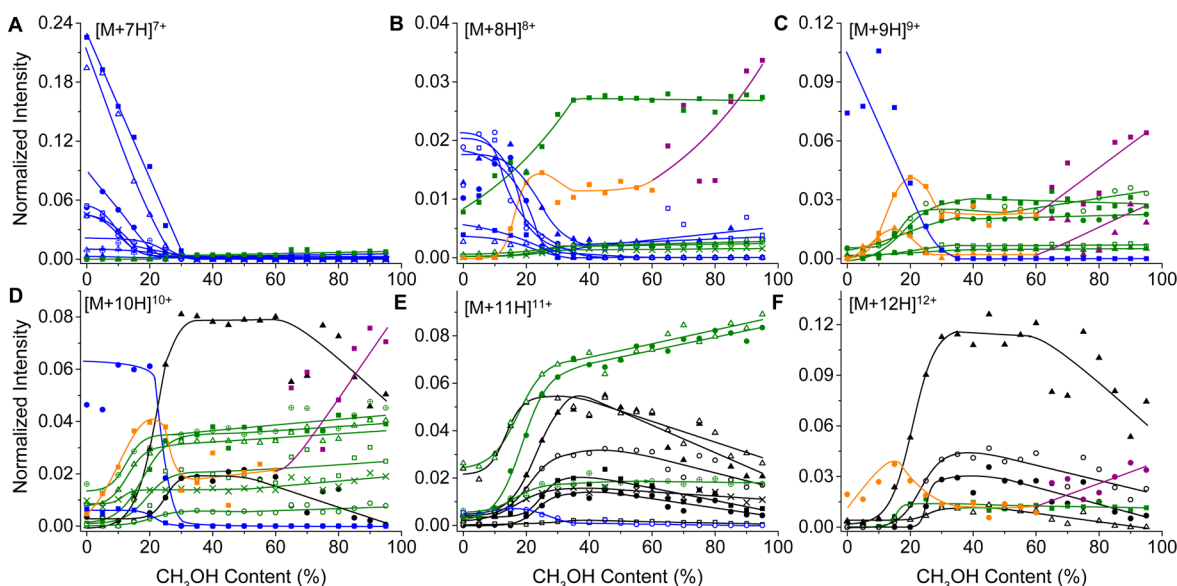 A [M+7H]⁷⁺ B [M+8H]⁸⁺ C [M+9H]⁹⁺
Normalized Intensity
0.24
0.18
0.12
0.06
0.00
0 20 40 60 80 100
0.04
0.03
0.02
0.01
0.00
0 20 40 60 80 100
0.12
0.09
0.06
0.03
0.00
0 20 40 60 80 100
D [M+10H]¹⁰⁺ E [M+11H]¹¹⁺ F [M+12H]¹²⁺
Normalized Intensity
0.08
0.06
0.04
0.02
0.00
0 20 40 60 80 100
CH₃OH Content (%)
0.08
0.06
0.04
0.02
0.00
0 20 40 60 80 100
CH₃OH Content (%)
0.12
0.09
0.06
0.03
0.00
0 20 40 60 80 100
CH₃OH Content (%)